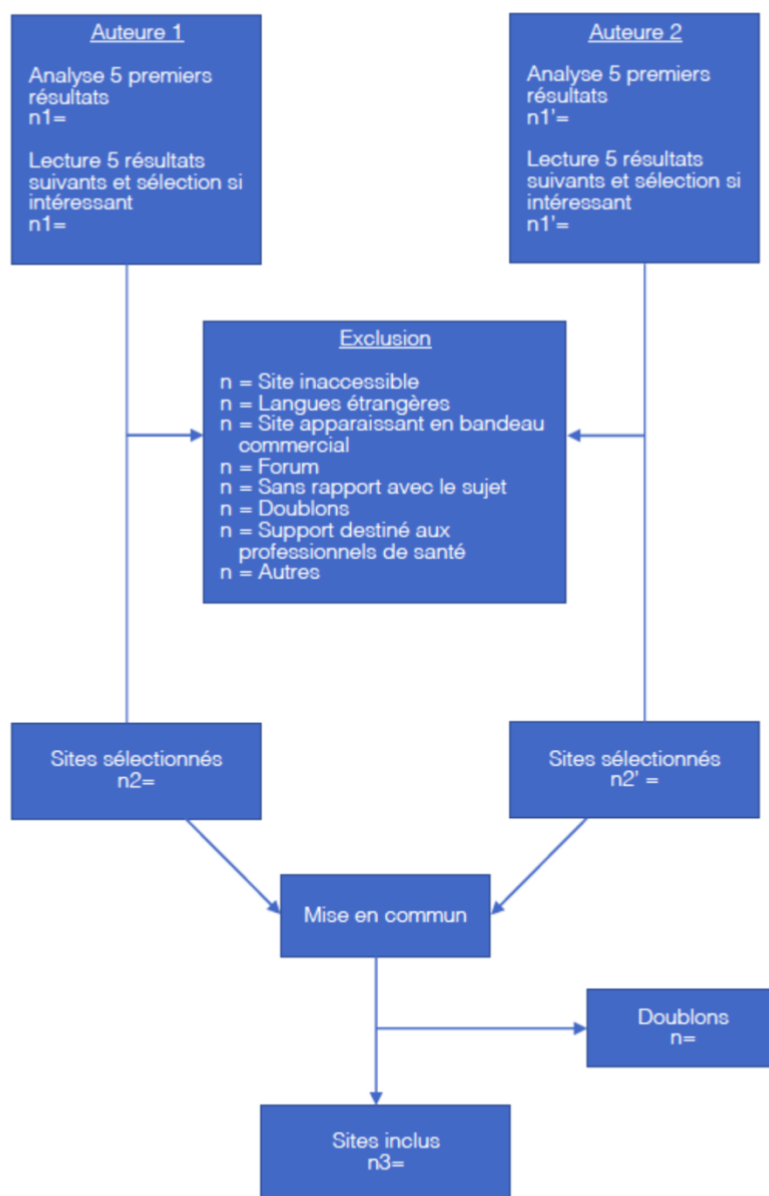 Auteure 1
Analyse 5 premiers
résultats
n1=
Lecture 5 résultats
suivants et sélection si
intéressant
n1=
Auteure 2
Analyse 5 premiers
résultats
n1'=
Lecture 5 résultats
suivants et sélection si
intéressant
n1'=
Exclusion
n = Site inaccessible
n = Langues étrangères
n = Site apparaissant en bandeau
commercial
n = Forum
n = Sans rapport avec le sujet
n = Doublons
n = Support destiné aux
professionnels de santé
n = Autres
Sites sélectionnés
n2=
Sites sélectionnés
n2' =
Mise en commun
Doublons
n=
Sites inclus
n3=